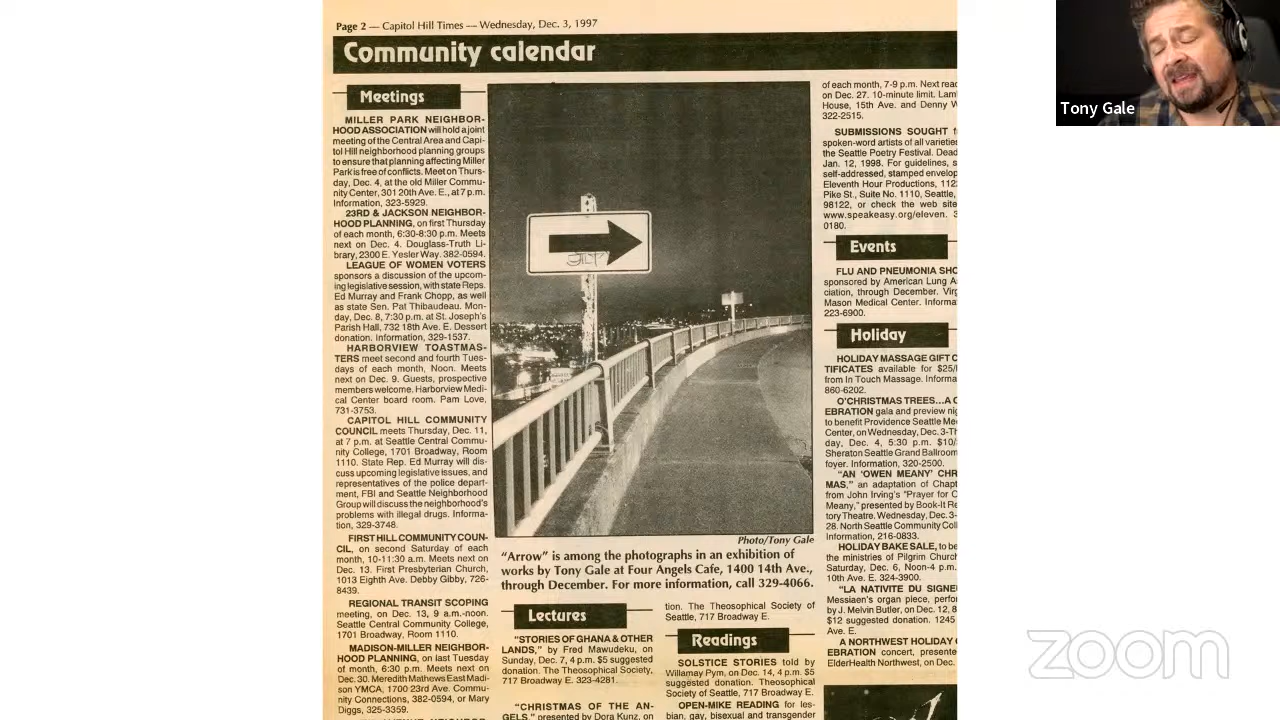 Page 2 — Capitol Hill Times — Wednesday, Dec. 3, 1997
Community calendar
Meetings
MILLER PARK NEIGHBOR-
HOOD ASSOCIATION will hold a joint
meeting of the Central Area and Capi-
tol Hill neighborhood planning groups
to ensure that planning affecting Miller
Park is free of conflicts. Meet on Thurs-
day, Dec. 4, at the old Miller Commu-
nity Center, 301 20th Ave. E., at 7 p.m.
Information, 323-5929.
23RD & JACKSON NEIGHBOR-
HOOD PLANNING, on first Thursday
of each month, 6:30-8:30 p.m. Meets
next on Dec. 4. Douglass-Truth Li-
brary, 2300 E. Yesler Way. 382-0594.
LEAGUE OF WOMEN VOTERS
sponsors a discussion of the upcom-
ing legislative session, with state Reps.
Ed Murray and Frank Chopp, as well
as state Sen. Pat Thibaudeau. Mon-
day, Dec. 8, 7:30 p.m. at St. Joseph's
Parish Hall, 732 18th Ave. E. Dessert
donation. Information, 329-1537.
HARBORVIEW TOASTMAS-
TERS meet second and fourth Tues-
days of each month, Noon. Meets
next on Dec. 9. Guests, prospective
members welcome. Harborview Medi-
cal Center board room. Pam Love,
731-3753.
CAPITOL HILL COMMUNITY
COUNCIL meets Thursday, Dec. 11,
at 7 p.m. at Seattle Central Commu-
nity College, 1701 Broadway, Room
1110. State Rep. Ed Murray will dis-
cuss upcoming legislative issues, and
representatives of the police depart-
ment, FBI and Seattle Neighborhood
Group will discuss the neighborhood's
problems with illegal drugs. Informa-
tion, 329-3748.
FIRST HILL COMMUNITY COUN-
CIL, on second Saturday of each
month, 10-11:30 a.m. Meets next on
Dec. 13. First Presbyterian Church,
1013 Eighth Ave. Debby Gibby, 726-
8439.
REGIONAL TRANSIT SCOPING
meeting, on Dec. 13, 9 a.m.-noon.
Seattle Central Community College,
1701 Broadway, Room 1110.
MADISON-MILLER NEIGHBOR-
HOOD PLANNING, on last Tuesday
of month, 6:30 p.m. Meets next on
Dec. 30. Meredith Mathews East Madi-
son YMCA, 1700 23rd Ave. Commu-
nity Connections, 382-0594, or Mary
Diggs, 325-3359.
Photo/Tony Gale
“Arrow” is among the photographs in an exhibition of
works by Tony Gale at Four Angels Cafe, 1400 14th Ave.,
through December. For more information, call 329-4066.
Lectures
"STORIES OF GHANA & OTHER
LANDS," by Fred Mawudeku, on
Sunday, Dec. 7, 4 p.m. $5 suggested
donation. The Theosophical Society,
717 Broadway E. 323-4281.
"CHRISTMAS OF THE AN-
GELS," presented by Dora Kunz, on
tion. The Theosophical Society of
Seattle, 717 Broadway E.
Readings
SOLSTICE STORIES told by
Willamay Pym, on Dec. 14, 4 p.m. $5
suggested donation. Theosophical
Society of Seattle, 717 Broadway E.
OPEN-MIKE READING for les-
bian, gay, bisexual and transgender
of each month, 7-9 p.m. Next
on Dec. 27. 10-minute limit.
House, 15th Ave. and Denny
322-2515.
SUBMISSIONS SOUGHT
spoken-word artists of all varieties
the Seattle Poetry Festival.
Jan. 12, 1998. For guidelines,
self-addressed, stamped
Eleventh Hour Productions,
Pike St., Suite No. 1110, Seattle,
98122, or check the web site
www.speakeasy.org/eleven.
0180.
Events
FLU AND PNEUMONIA
sponsored by American Lung
ciation, through December.
Mason Medical Center.
223-6900.
Holiday
HOLIDAY MASSAGE GIFT
TIFICATES available for
from In Touch Massage.
860-6202.
O'CHRISTMAS TREES...A
EBRATION gala and preview
to benefit Providence Seattle
Center, on Wednesday, Dec.
day, Dec. 4, 5:30 p.m.
Sheraton Seattle Grand Ballroom
foyer. Information, 320-2500.
"AN 'OWEN MEANY'
MAS," an adaptation of
from John Irving's "Prayer for
Meany," presented by Book-It
tory Theatre. Wednesday, Dec.
28. North Seattle Community
Information, 216-0833.
HOLIDAY BAKE SALE,
the ministries of Pilgrim
Saturday, Dec. 6, Noon-4 p.m.
10th Ave. E. 324-3900.
"LA NATIVITE DU
Messiaen's organ piece,
by J. Melvin Butler, on Dec. 12,
$12 suggested donation. 1245
Ave. E.
A NORTHWEST HOLIDAY
EBRATION concert,
ElderHealth Northwest, on Dec.
Tony Gale
zoom